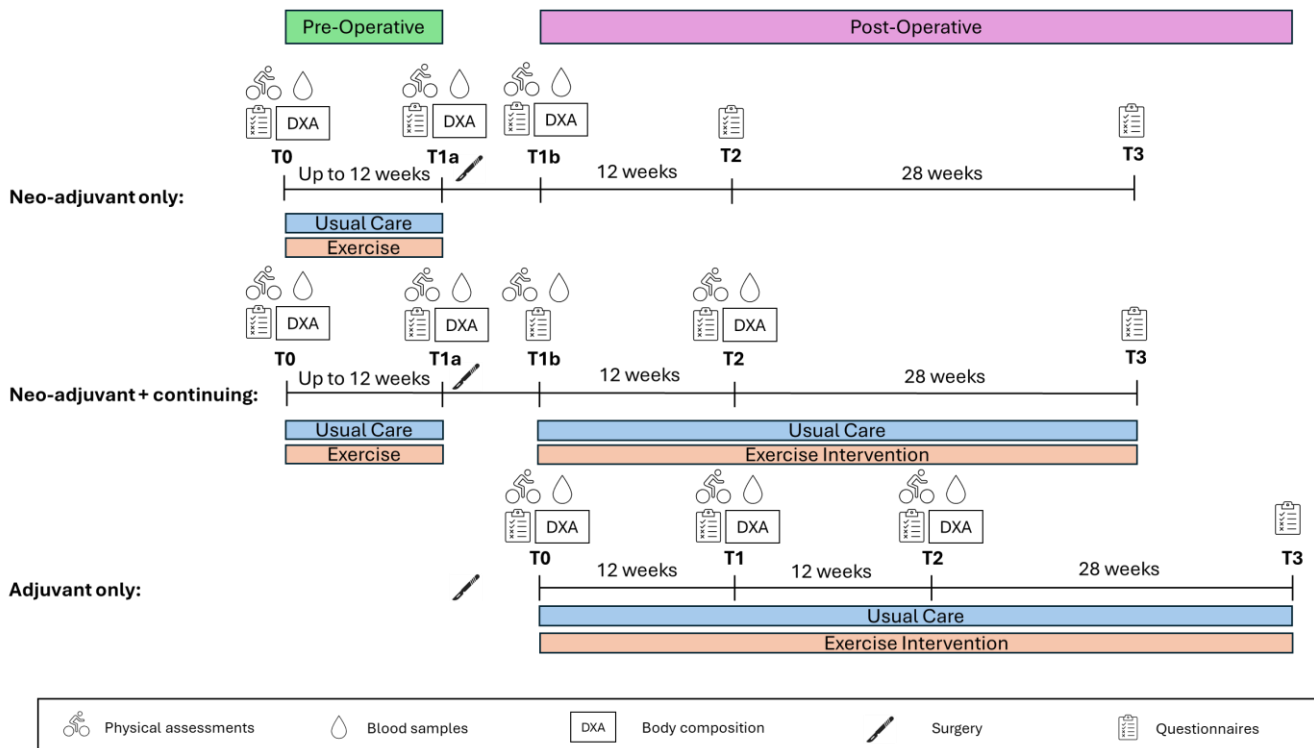 Pre-Operative Post-Operative
DXA DXA DXA
T0 T1a T1b T2 T3
Up to 12 weeks 12 weeks 28 weeks
Neo-adjuvant only:
Usual Care
Exercise
DXA DXA DXA
T0 T1a T1b T2 T3
Up to 12 weeks 12 weeks 28 weeks
Neo-adjuvant + continuing:
Usual Care Usual Care
Exercise Exercise Intervention
DXA DXA DXA
T0 T1 T2 T3
12 weeks 12 weeks 28 weeks
Adjuvant only:
Usual Care
Exercise Intervention
Physical assessments Blood samples DXA Body composition Surgery Questionnaires